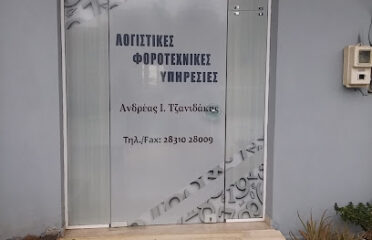 ΛΟΓΙΣΤΙΚΕΣ
ΦΟΡΟΤΕΧΝΙΚΕΣ
ΥΠΗΡΕΣΙΕΣ
Ανδρέας Ι. Τζανιδάκης
Τηλ./Fax: 28310 28009